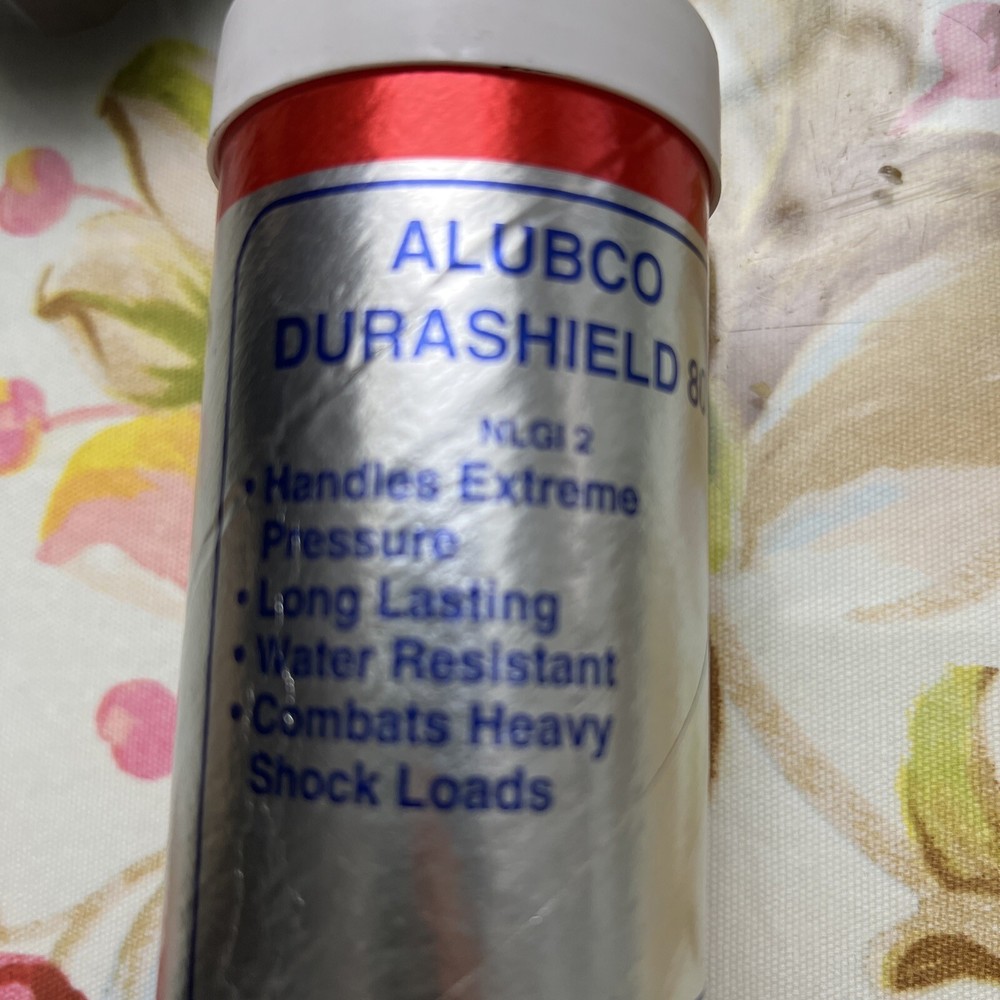 ALUBCO
DURASHIELD
NLGI 2
• Handles Extreme
Pressure
• Long Lasting
• Water Resistant
• Combats Heavy
Shock Loads